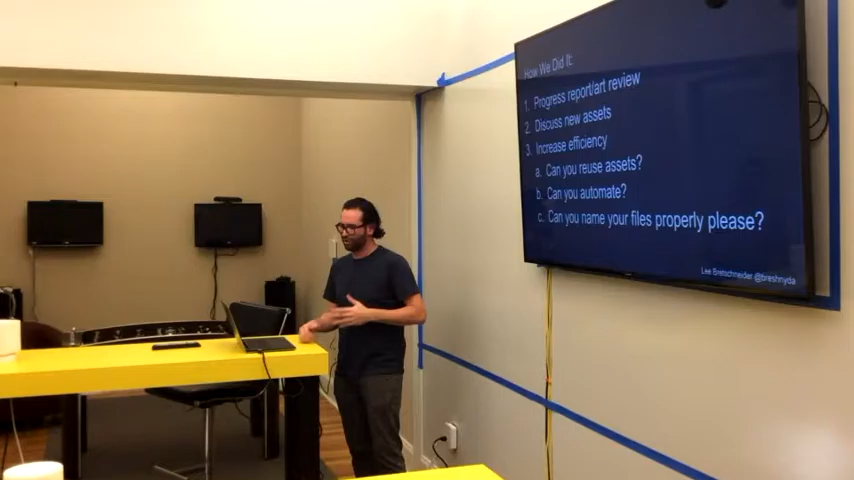 How We Did It:
1. Progress report/art review
2. Discuss new assets
3. Increase efficiency
a. Can you reuse assets?
b. Can you automate?
c. Can you name your files properly please?
Lee Bretschneider @breshnyda